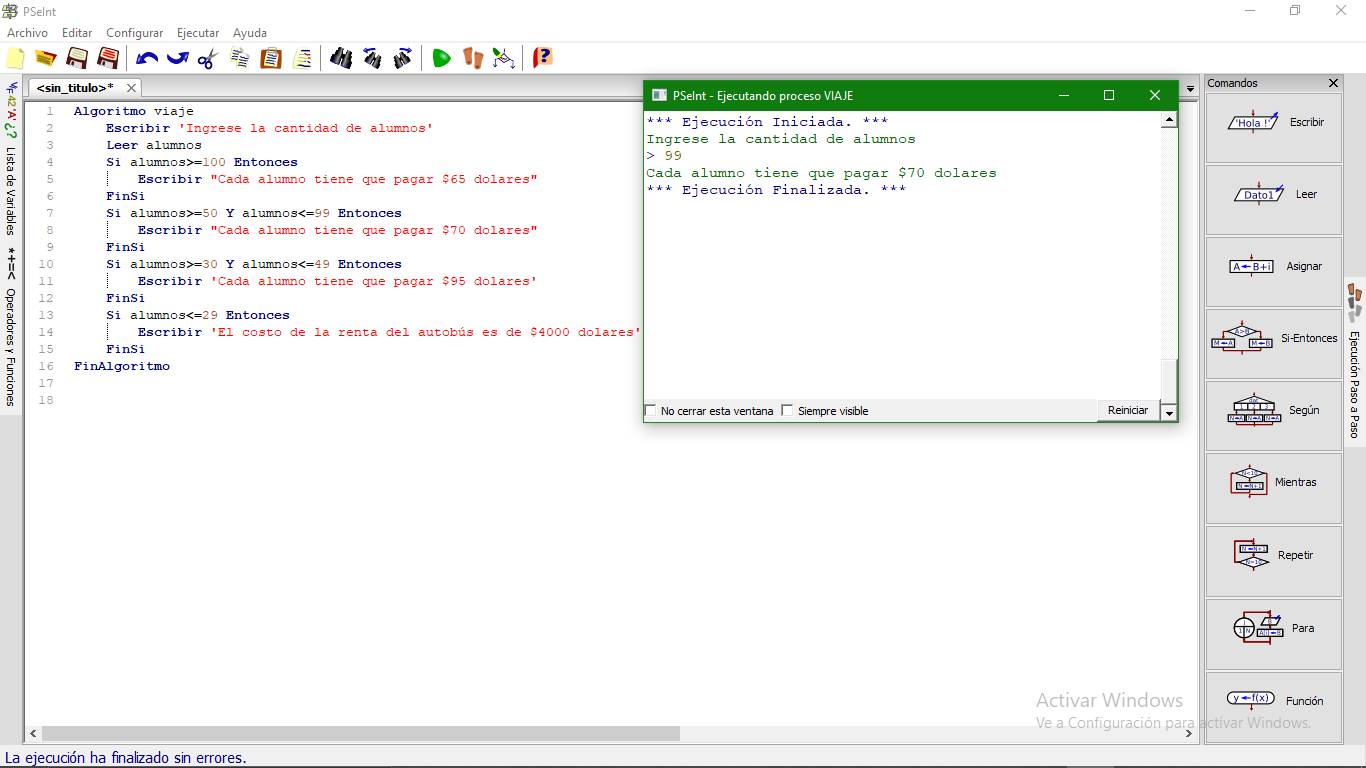 PSeInt
Archivo Editar Configurar Ejecutar Ayuda
<sin_titulo>*
Lista de Variables
Operadores y Funciones
1 Algoritmo viaje
2 Escribir 'Ingrese la cantidad de alumnos'
3 Leer alumnos
4 Si alumnos>=100 Entonces
5 Escribir "Cada alumno tiene que pagar $65 dolares"
6 FinSi
7 Si alumnos>=50 Y alumnos<=99 Entonces
8 Escribir "Cada alumno tiene que pagar $70 dolares"
9 FinSi
10 Si alumnos>=30 Y alumnos<=49 Entonces
11 Escribir 'Cada alumno tiene que pagar $95 dolares'
12 FinSi
13 Si alumnos<=29 Entonces
14 Escribir 'El costo de la renta del autobús es de $4000 dolares'
15 FinSi
16 FinAlgoritmo
17
18
PSeInt - Ejecutando proceso VIAJE
*** Ejecución Iniciada. ***
Ingrese la cantidad de alumnos
> 99
Cada alumno tiene que pagar $70 dolares
*** Ejecución Finalizada. ***
No cerrar esta ventana Siempre visible Reiniciar
Comandos
'Hola !' Escribir
Dato1 Leer
A←B+i Asignar
A>B M←A M←B Si-Entonces
Según
Mientras
Repetir
Para
y←f(x) Función
Ejecución Paso a Paso
Activar Windows
Ve a Configuración para activar Windows.
La ejecución ha finalizado sin errores.